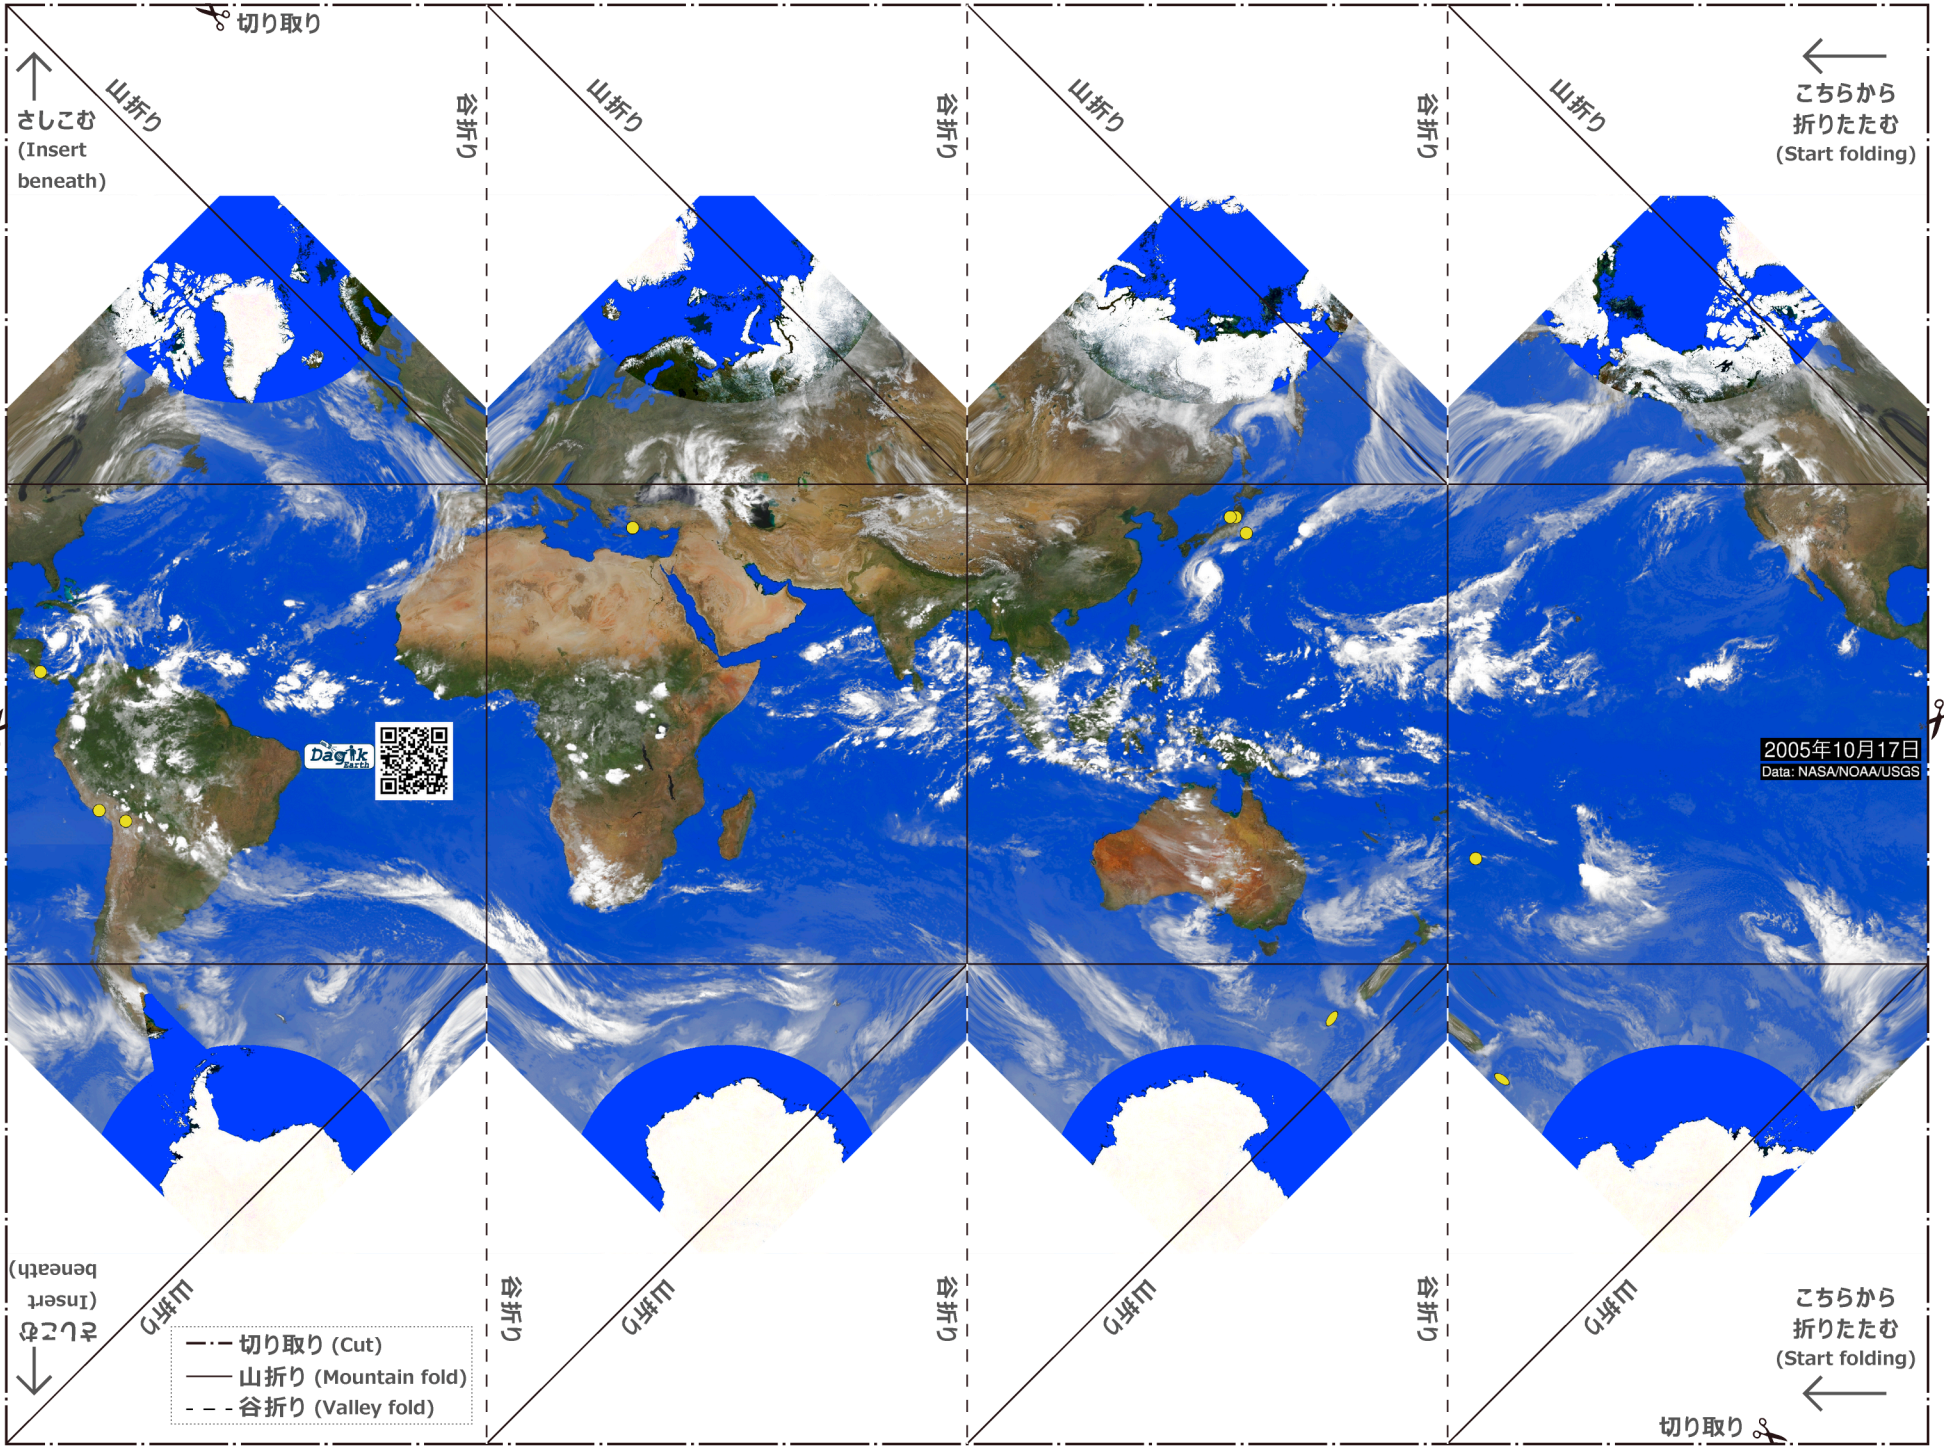 切り取り
山折り
谷折り
山折り
谷折り
山折り
谷折り
山折り
さしこむ
(Insert
beneath)
こちらから
折りたたむ
(Start folding)
Dagik
Earth
2005年10月17日
Data: NASA/NOAA/USGS
さしこむ
(Insert
beneath)
山折り
谷折り
山折り
谷折り
山折り
谷折り
山折り
切り取り (Cut)
山折り (Mountain fold)
谷折り (Valley fold)
こちらから
折りたたむ
(Start folding)
切り取り